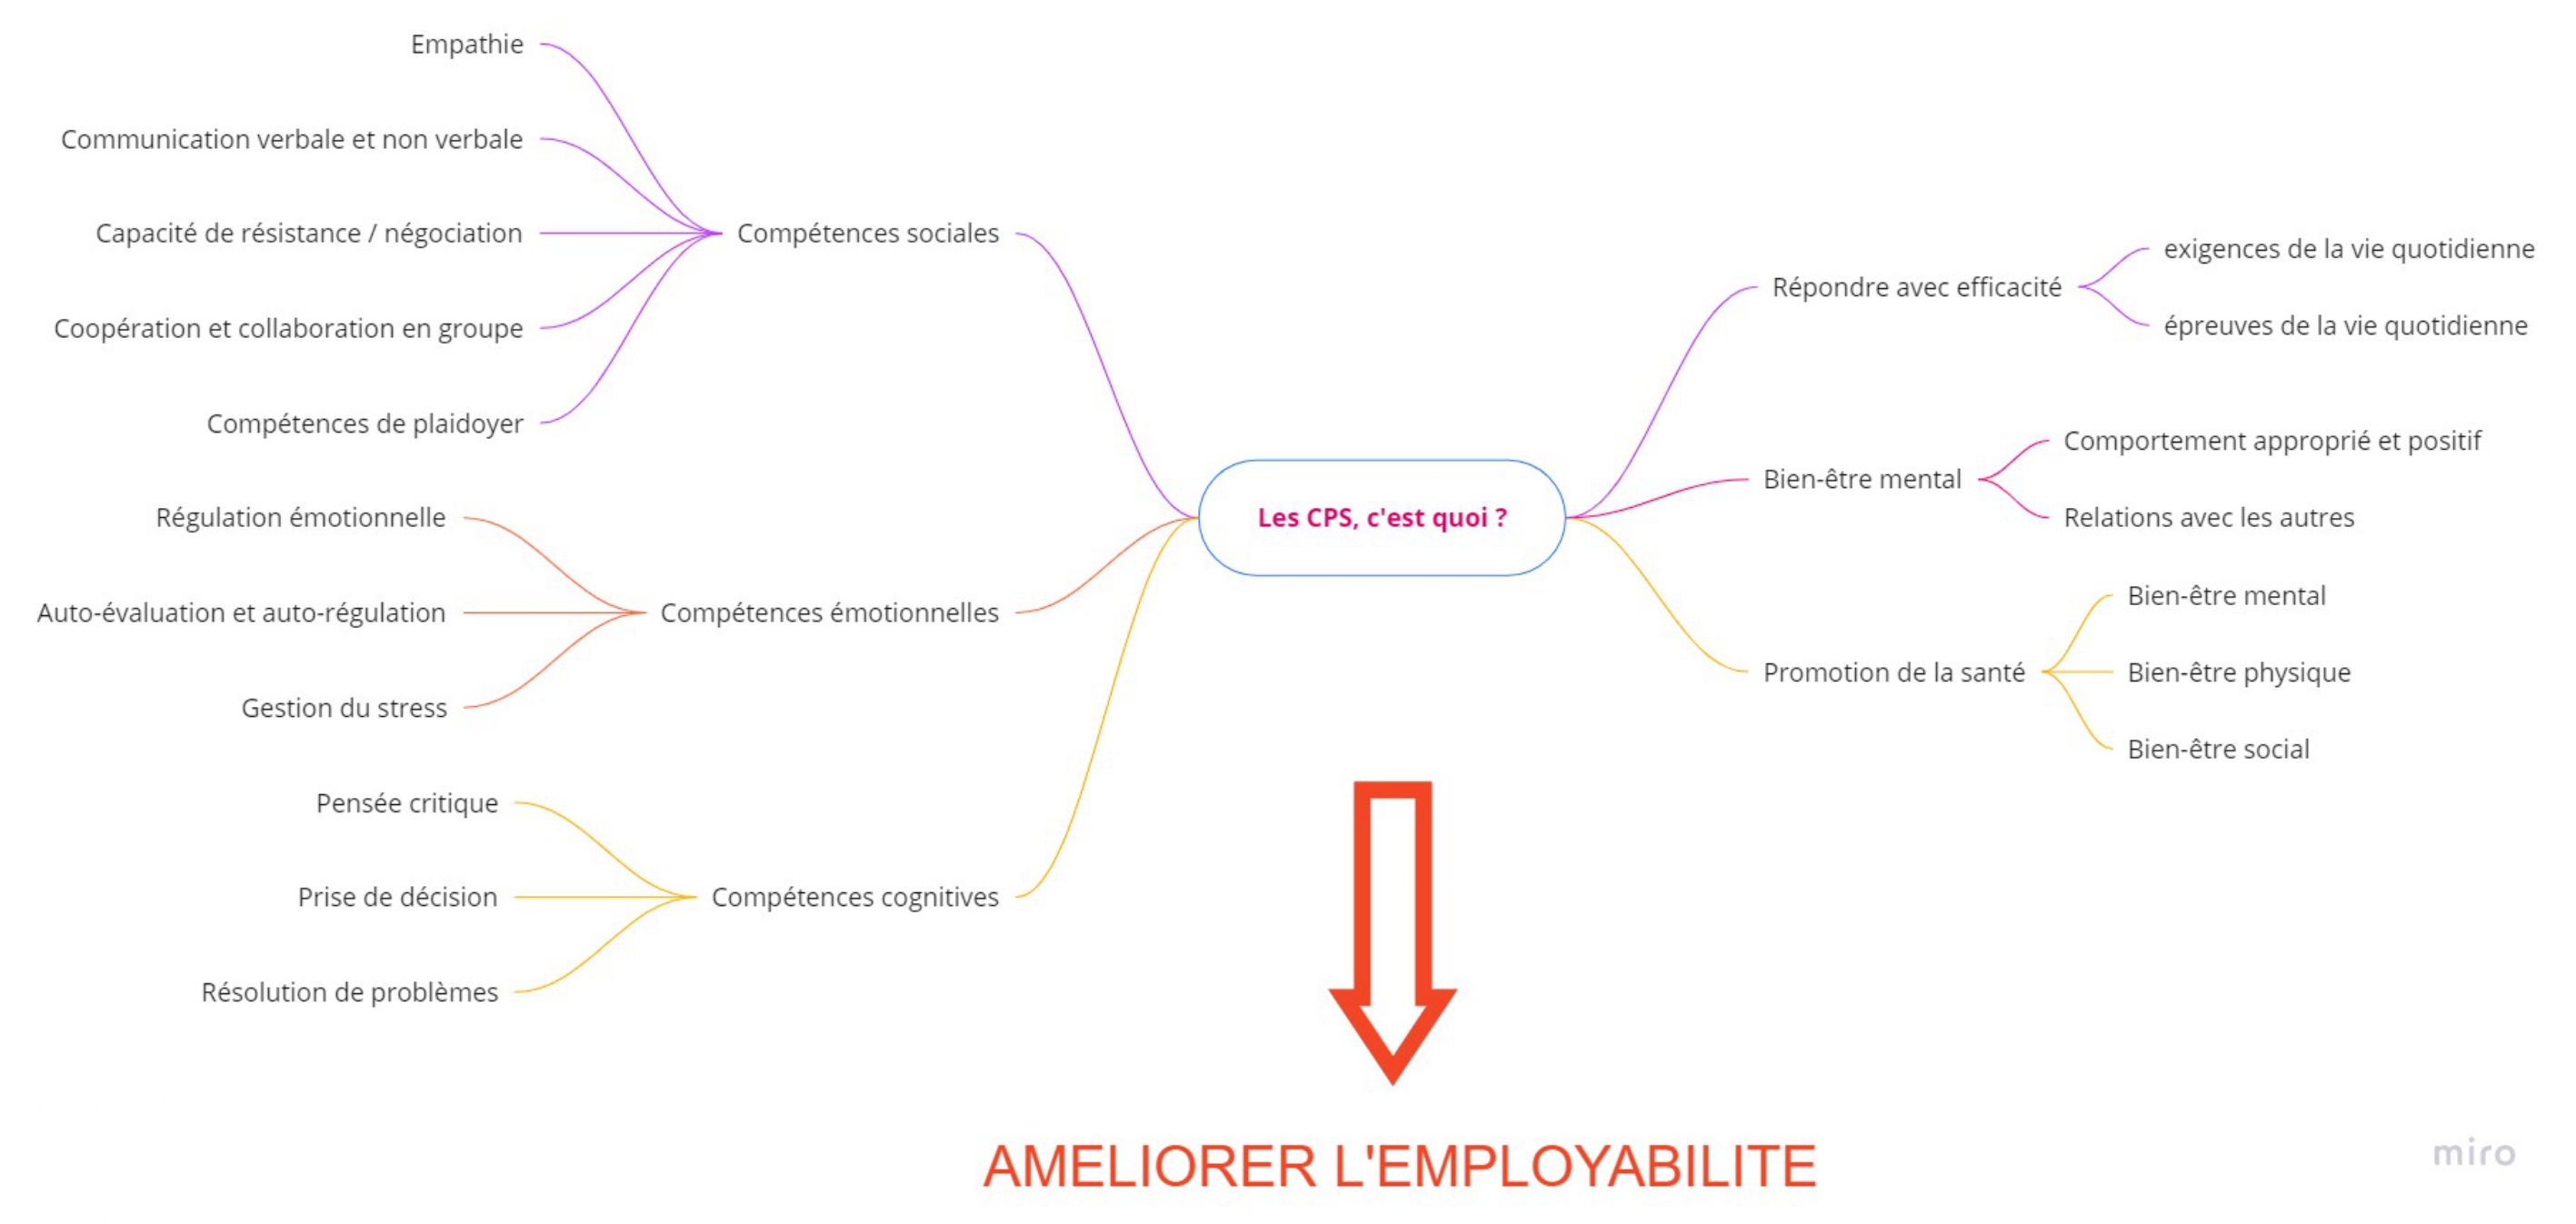 Empathie
Communication verbale et non verbale
Capacité de résistance / négociation
Coopération et collaboration en groupe
Compétences de plaidoyer
Compétences sociales
Régulation émotionnelle
Auto-évaluation et auto-régulation
Gestion du stress
Compétences émotionnelles
Pensée critique
Prise de décision
Résolution de problèmes
Compétences cognitives
Les CPS, c'est quoi ?
Répondre avec efficacité
exigences de la vie quotidienne
épreuves de la vie quotidienne
Bien-être mental
Comportement approprié et positif
Relations avec les autres
Promotion de la santé
Bien-être mental
Bien-être physique
Bien-être social
AMELIORER L'EMPLOYABILITE
miro